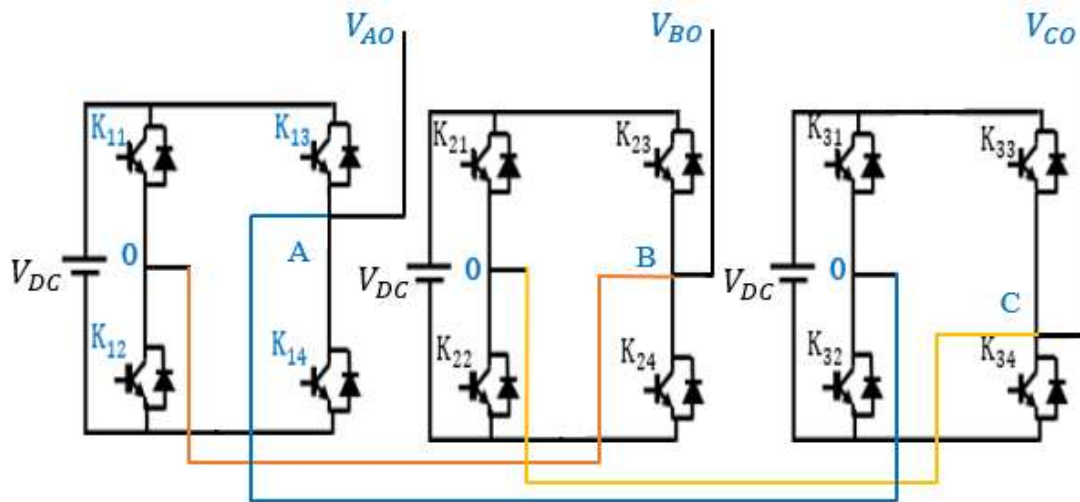 V_AO
V_BO
V_CO
K₁₁
K₁₃
K₂₁
K₂₃
K₃₁
K₃₃
0
A
V_DC
0
B
V_DC
0
C
V_DC
K₁₂
K₁₄
K₂₂
K₂₄
K₃₂
K₃₄